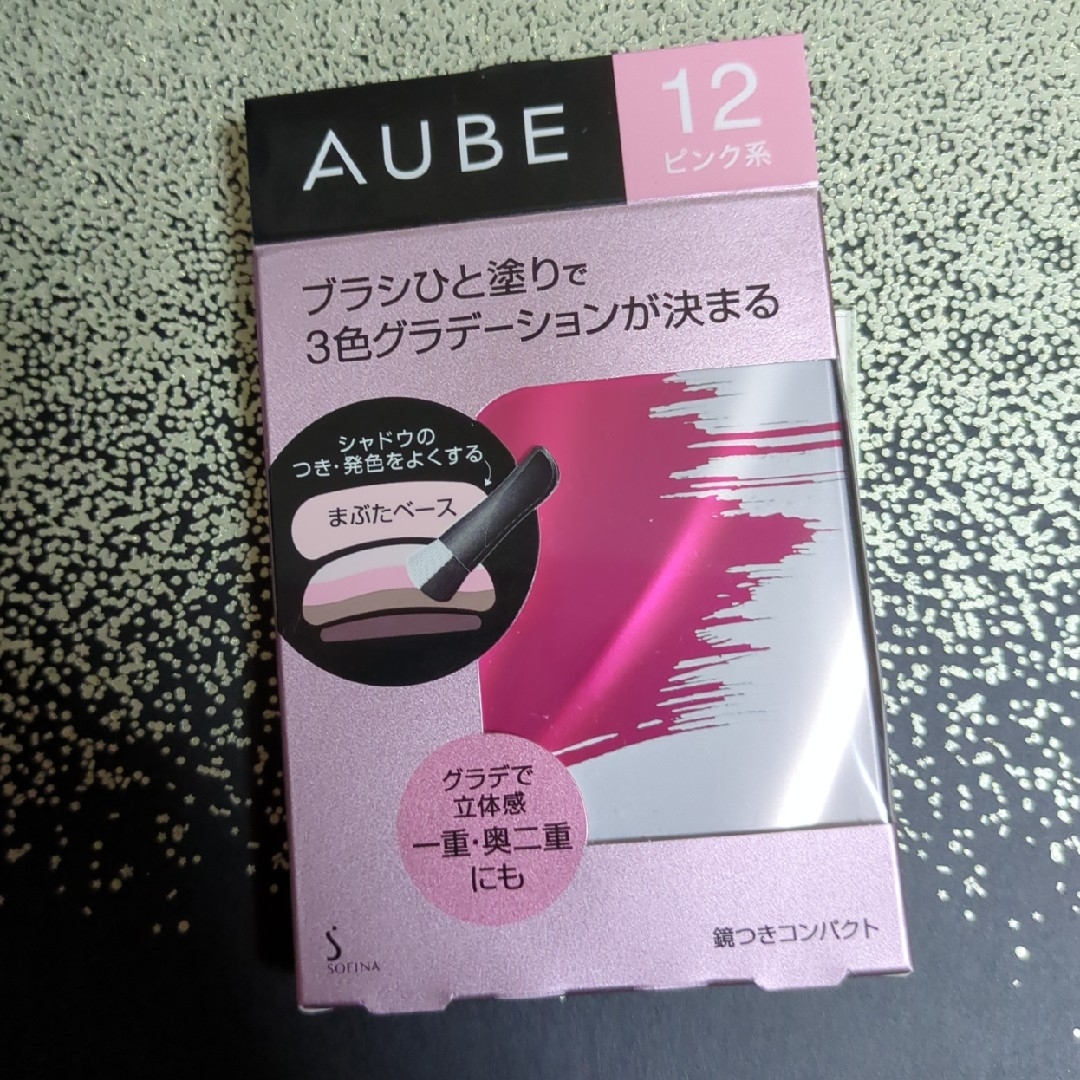 AUBE
12
ピンク系
ブラシひと塗りで
3色グラデーションが決まる
シャドウの
つき・発色をよくする
まぶたベース
グラデで
立体感
一重・奥二重
にも
SOFINA
鏡つきコンパクト